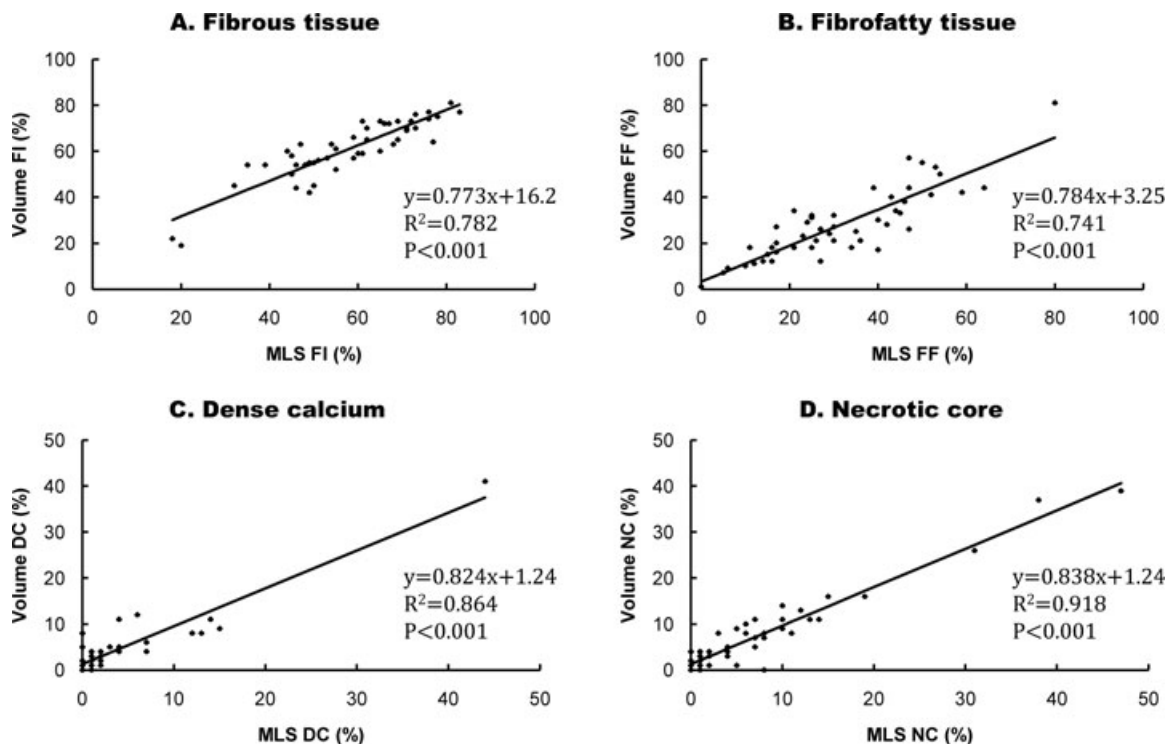 A. Fibrous tissue
100
80
60
40
20
0
Volume FI (%)
y=0.773x+16.2
R²=0.782
P<0.001
0 20 40 60 80 100
MLS FI (%)
B. Fibrofatty tissue
100
80
60
40
20
0
Volume FF (%)
y=0.784x+3.25
R²=0.741
P<0.001
0 20 40 60 80 100
MLS FF (%)
C. Dense calcium
50
40
30
20
10
0
Volume DC (%)
y=0.824x+1.24
R²=0.864
P<0.001
0 10 20 30 40 50
MLS DC (%)
D. Necrotic core
50
40
30
20
10
0
Volume NC (%)
y=0.838x+1.24
R²=0.918
P<0.001
0 10 20 30 40 50
MLS NC (%)